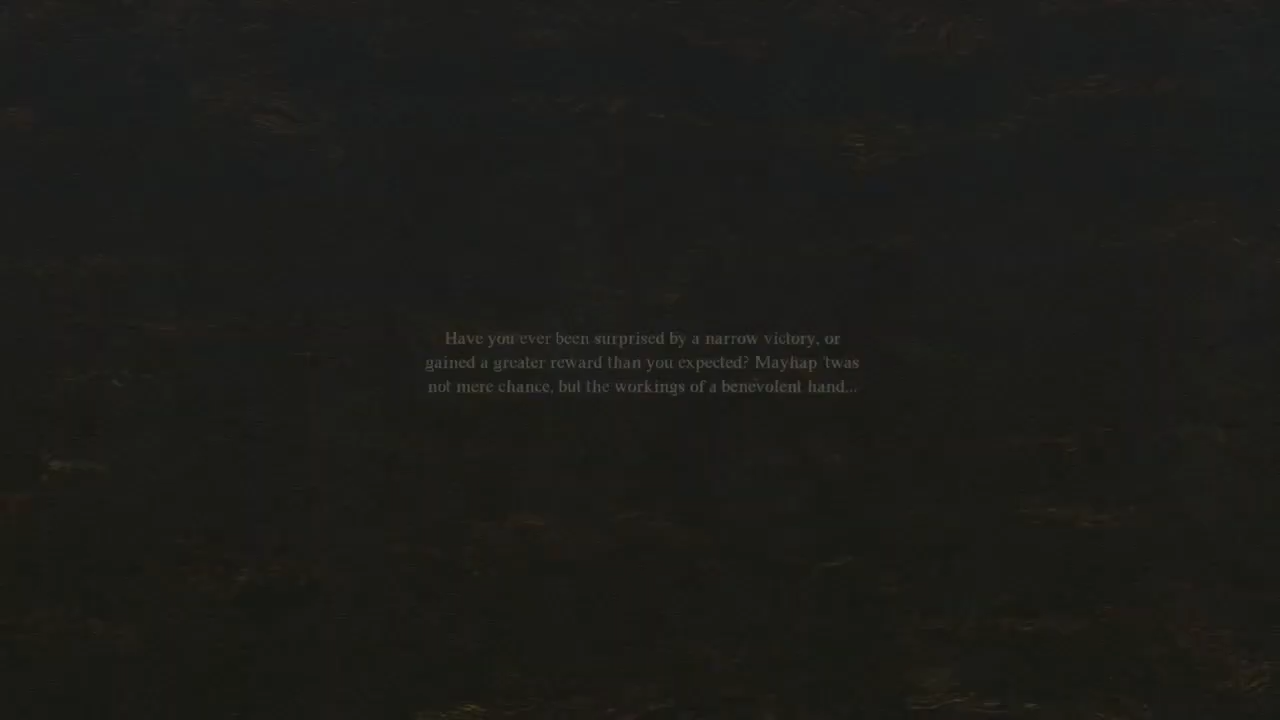 Have you ever been surprised by a narrow victory, or
gained a greater reward than you expected? Mayhap 'twas
not mere chance, but the workings of a benevolent hand...